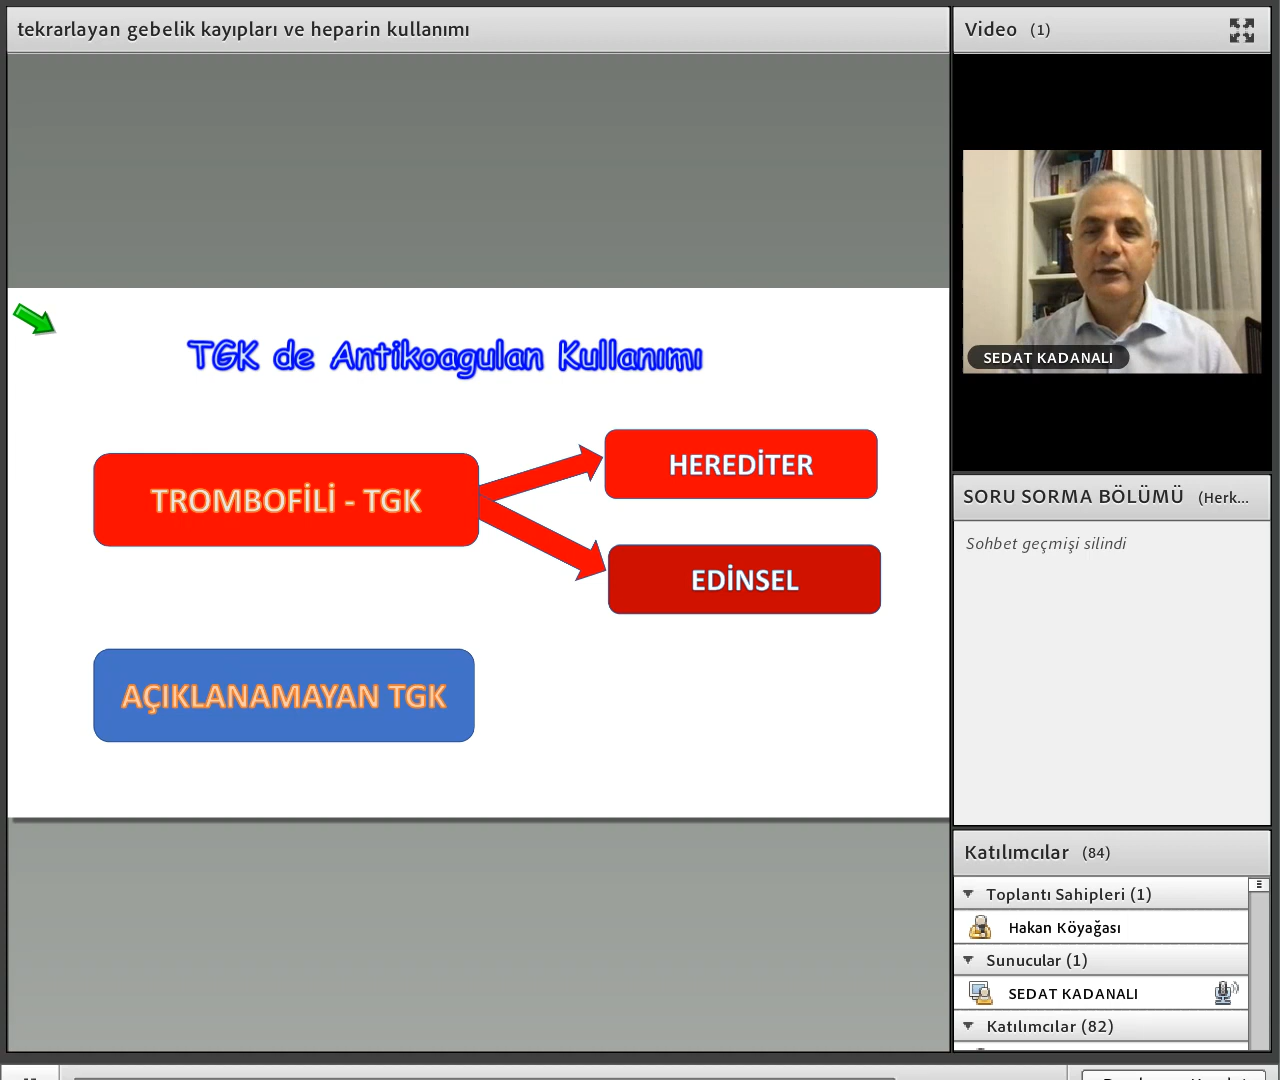 tekrarlayan gebelik kayıpları ve heparin kullanımı
TGK de Antikoagulan Kullanımı
TROMBOFİLİ - TGK
HEREDİTER
EDİNSEL
AÇIKLANAMAYAN TGK
Video (1)
SEDAT KADANALI
SORU SORMA BÖLÜMÜ (Herk...
Sohbet geçmişi silindi
Katılımcılar (84)
Toplantı Sahipleri (1)
Hakan Köyağası
Sunucular (1)
SEDAT KADANALI
Katılımcılar (82)